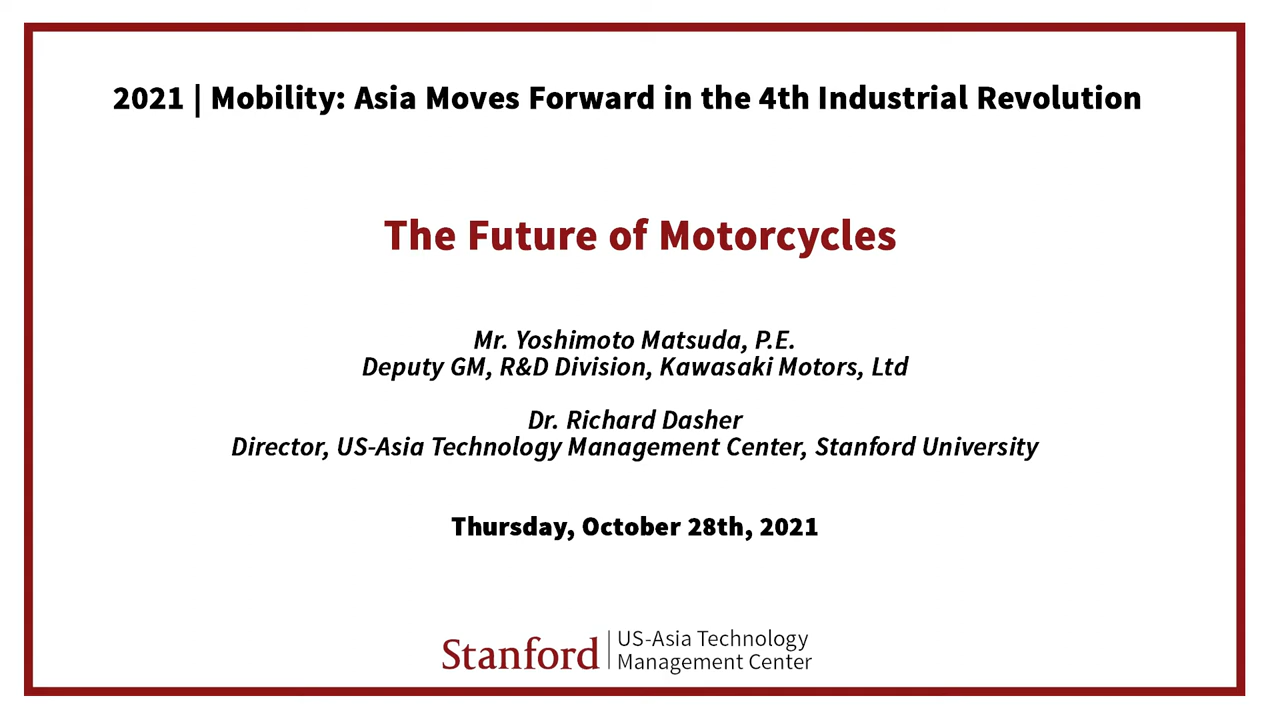 2021 | Mobility: Asia Moves Forward in the 4th Industrial Revolution
The Future of Motorcycles
Mr. Yoshimoto Matsuda, P.E.
Deputy GM, R&D Division, Kawasaki Motors, Ltd
Dr. Richard Dasher
Director, US-Asia Technology Management Center, Stanford University
Thursday, October 28th, 2021
Stanford | US-Asia Technology
Management Center